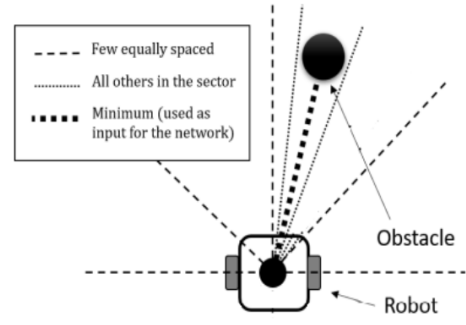 Few equally spaced
All others in the sector
Minimum (used as
input for the network)
Obstacle
Robot